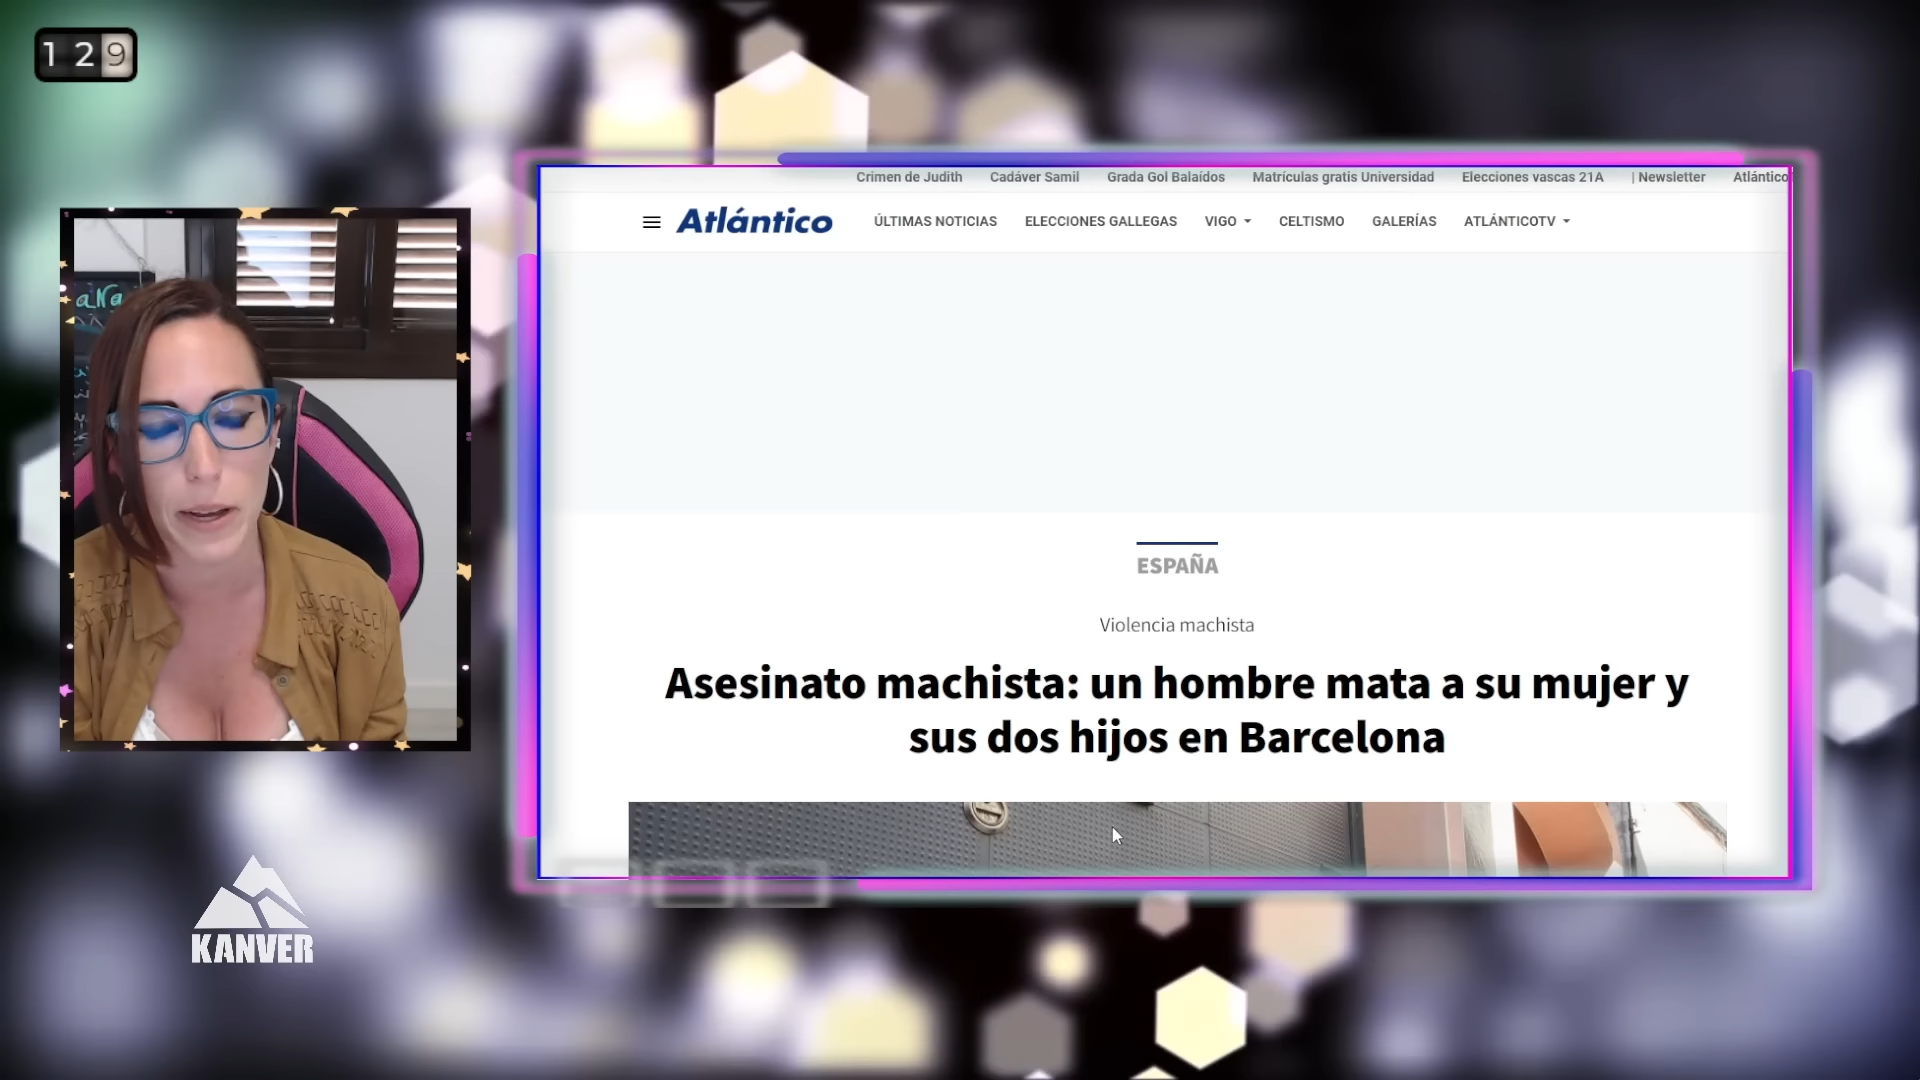 129
aRa
Crimen de Judith Cadáver Samil Grada Gol Balaídos Matrículas gratis Universidad Elecciones vascas 21A | Newsletter Atlántico
Atlántico ÚLTIMAS NOTICIAS ELECCIONES GALLEGAS VIGO CELTISMO GALERÍAS ATLÁNTICOTV
ESPAÑA
Violencia machista
Asesinato machista: un hombre mata a su mujer y
sus dos hijos en Barcelona
KANVER